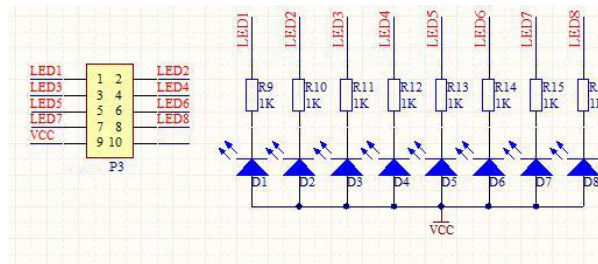 LED1 LED2 LED3 LED4 LED5 LED6 LED7 LED8
LED1 1 2 LED2
LED3 3 4 LED4
LED5 5 6 LED6
LED7 7 8 LED8
VCC 9 10
P3
R9 R10 R11 R12 R13 R14 R15
1K 1K 1K 1K 1K 1K 1K
D1 D2 D3 D4 D5 D6 D7 D8
VCC